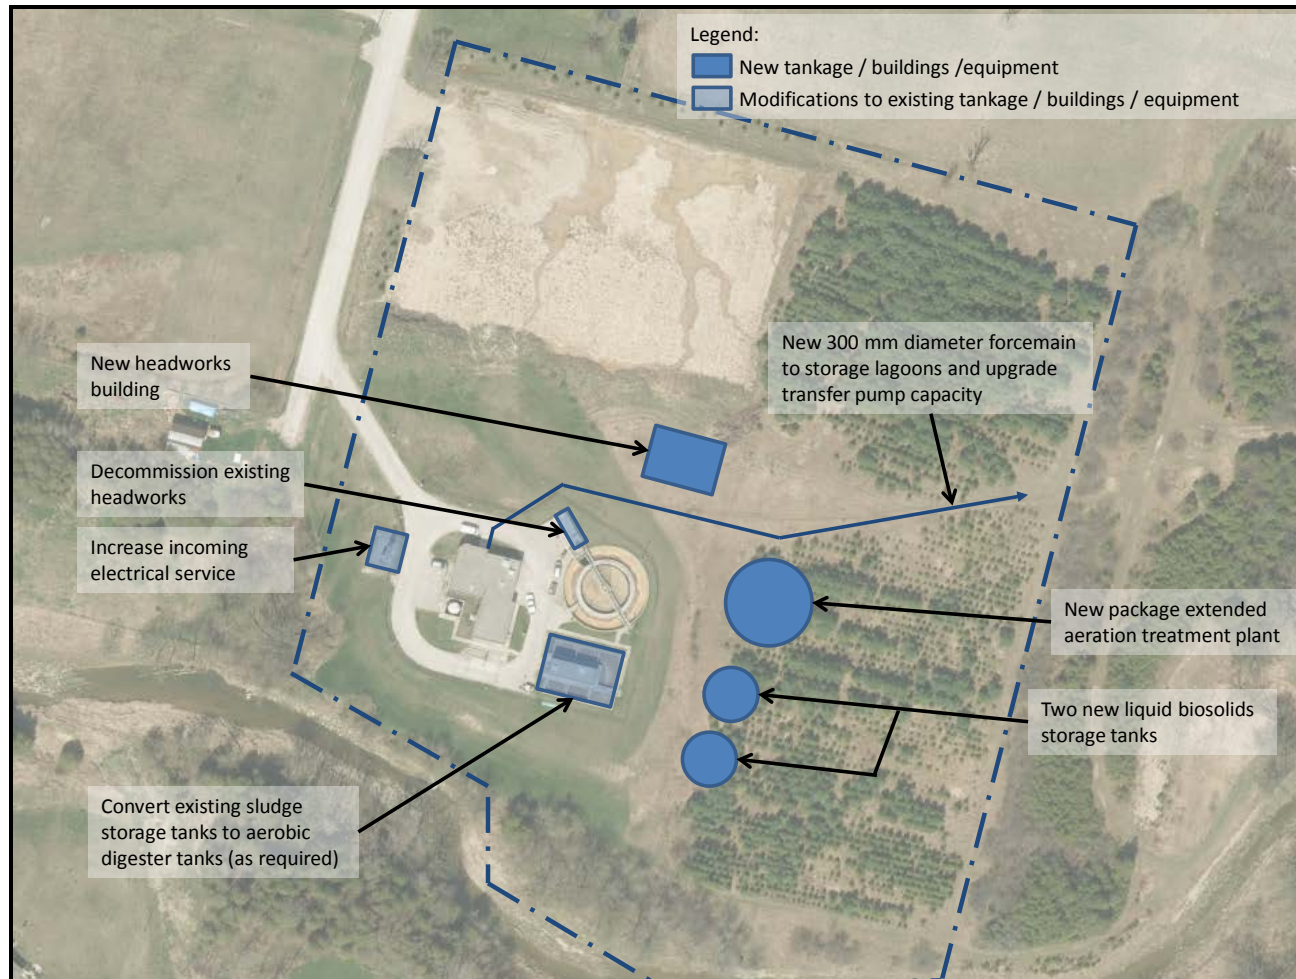 Legend:
New tankage / buildings /equipment
Modifications to existing tankage / buildings / equipment
New headworks
building
New 300 mm diameter forcemain
to storage lagoons and upgrade
transfer pump capacity
Decommission existing
headworks
Increase incoming
electrical service
New package extended
aeration treatment plant
Two new liquid biosolids
storage tanks
Convert existing sludge
storage tanks to aerobic
digester tanks (as required)